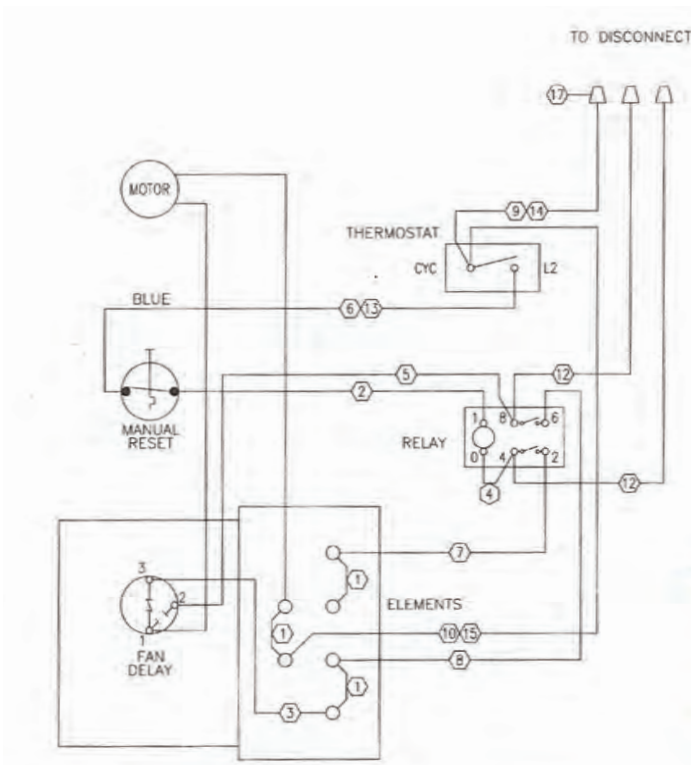 TO DISCONNECT
17
MOTOR
9 14
THERMOSTAT
CYC L2
BLUE
6 13
5 12
2
1 8 6
MANUAL
RESET
RELAY
0 4 2
12
4
7
3
1
2
ELEMENTS
1 10 15
1
FAN
DELAY
8
1
3